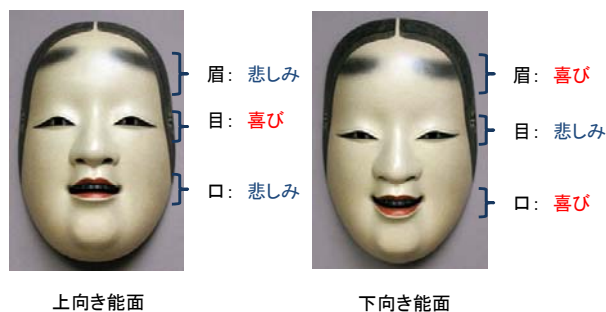 眉： 悲しみ
目： 喜び
口： 悲しみ
上向き能面
眉： 喜び
目： 悲しみ
口： 喜び
下向き能面